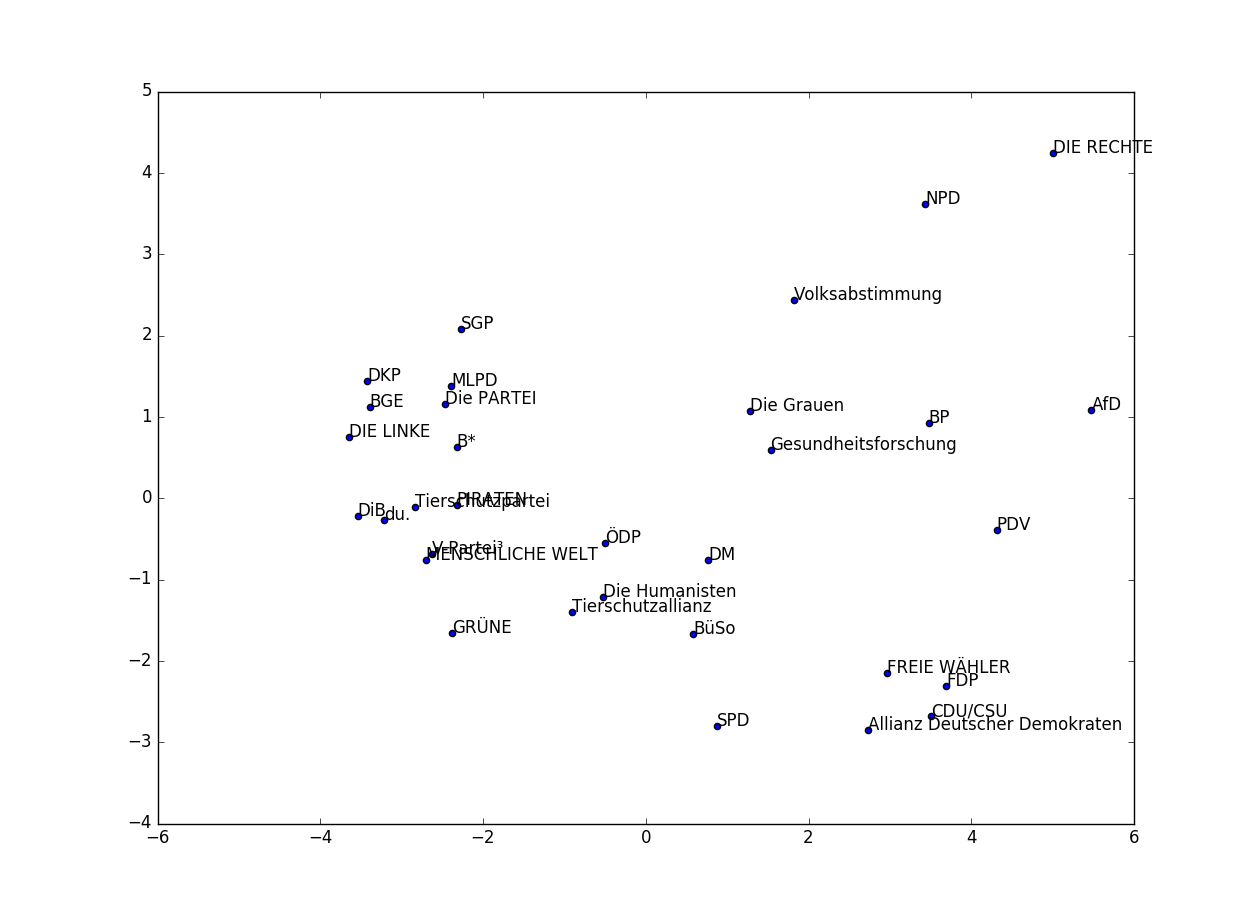 5
DIE RECHTE
4
NPD
3
Volksabstimmung
SGP
2
DKP
MLPD
BGE
Die PARTEI
Die Grauen
AfD
1
BP
DIE LINKE
B*
Gesundheitsforschung
0
Tierschutzpartei
PIRATEN
DiB
du.
PDV
ÖDP
V-Partei³
MENSCHLICHE WELT
DM
−1
Die Humanisten
Tierschutzallianz
GRÜNE
BüSo
−2
FREIE WÄHLER
FDP
CDU/CSU
SPD
Allianz Deutscher Demokraten
−3
−4
−6 −4 −2 0 2 4 6